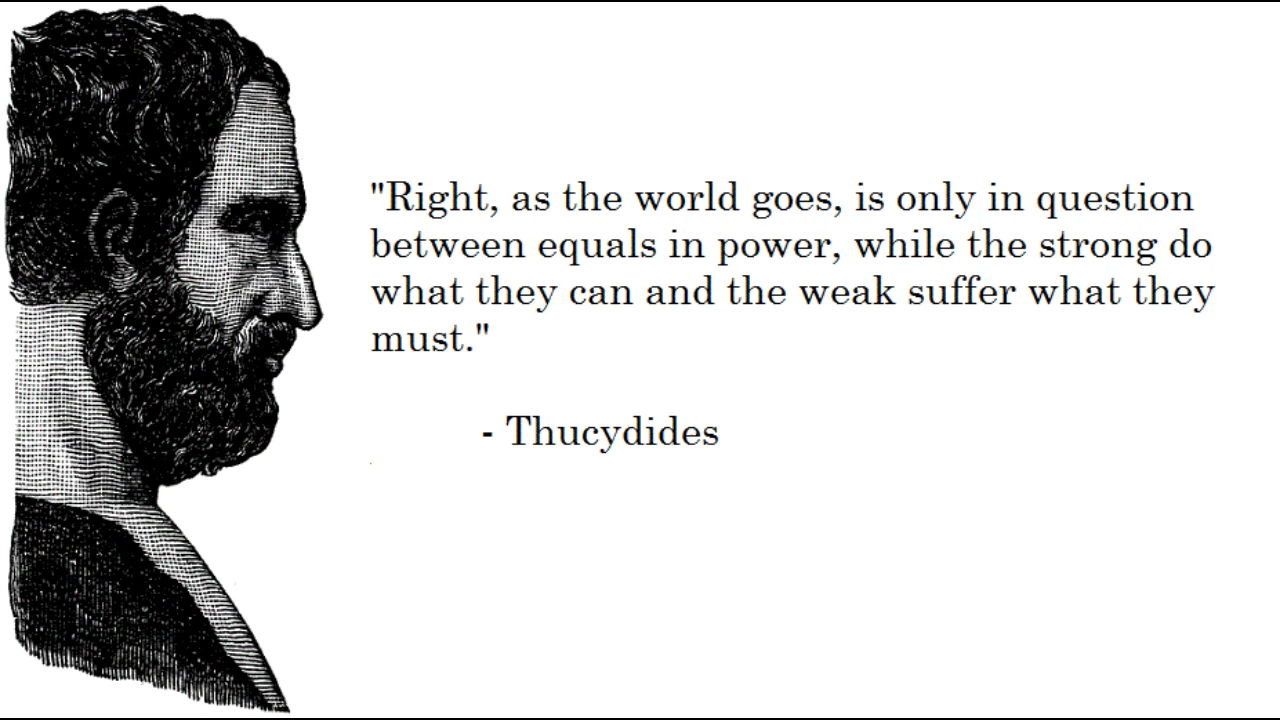 "Right, as the world goes, is only in question
between equals in power, while the strong do
what they can and the weak suffer what they
must."
- Thucydides